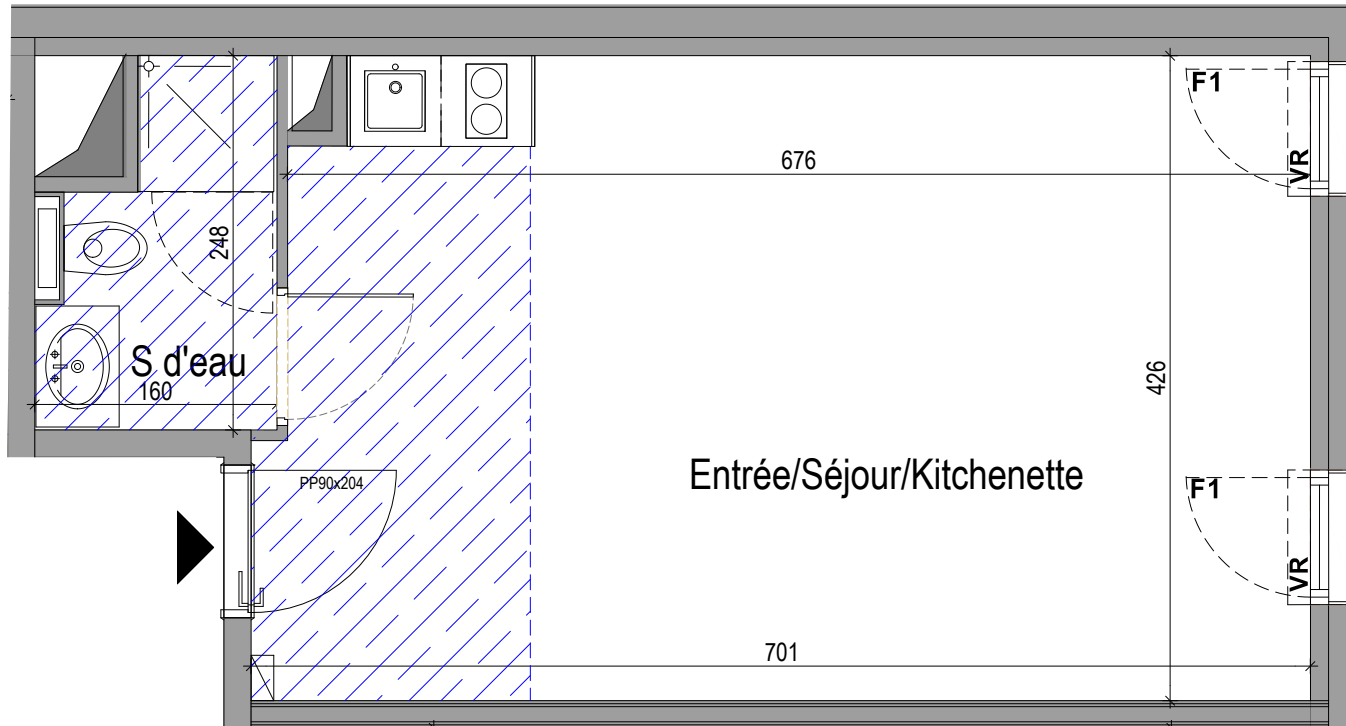 F1
VR
676
248
S d'eau
160
426
Entrée/Séjour/Kitchenette
PP90x204
F1
VR
701